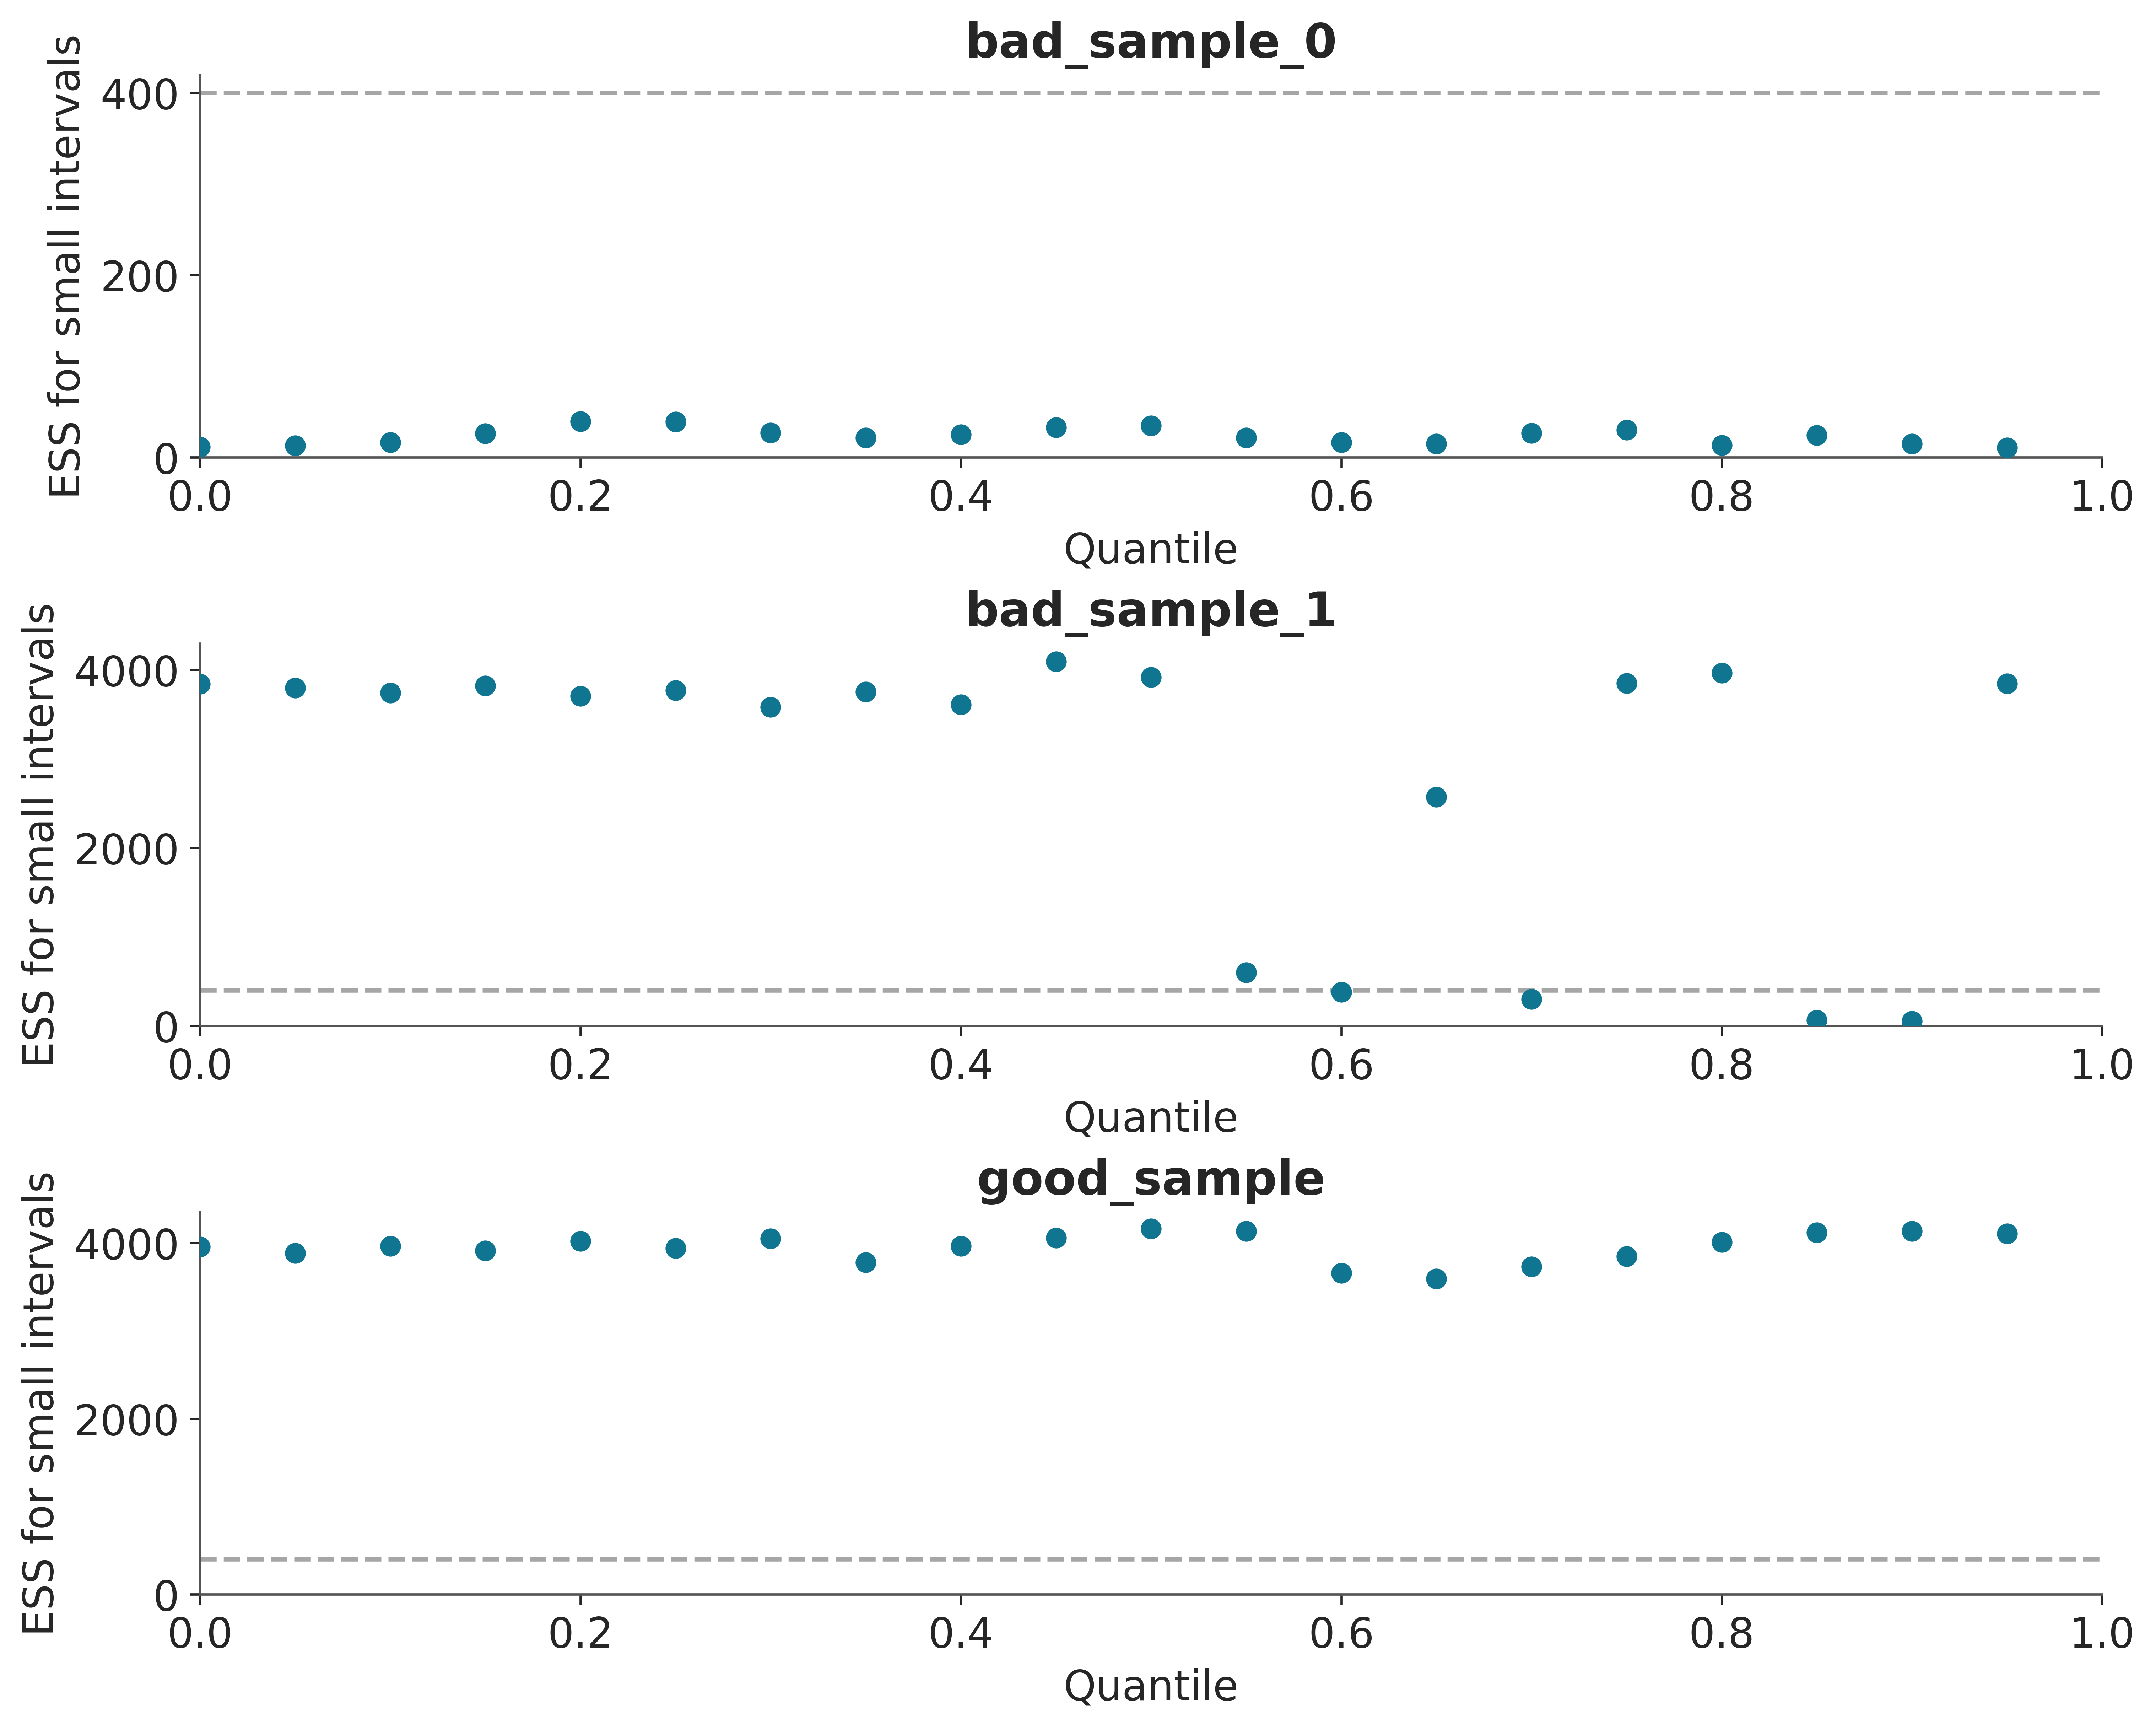 bad_sample_0
ESS for small intervals
400
200
0
0.0 0.2 0.4 0.6 0.8 1.0
Quantile
bad_sample_1
ESS for small intervals
4000
2000
0
0.0 0.2 0.4 0.6 0.8 1.0
Quantile
good_sample
ESS for small intervals
4000
2000
0
0.0 0.2 0.4 0.6 0.8 1.0
Quantile